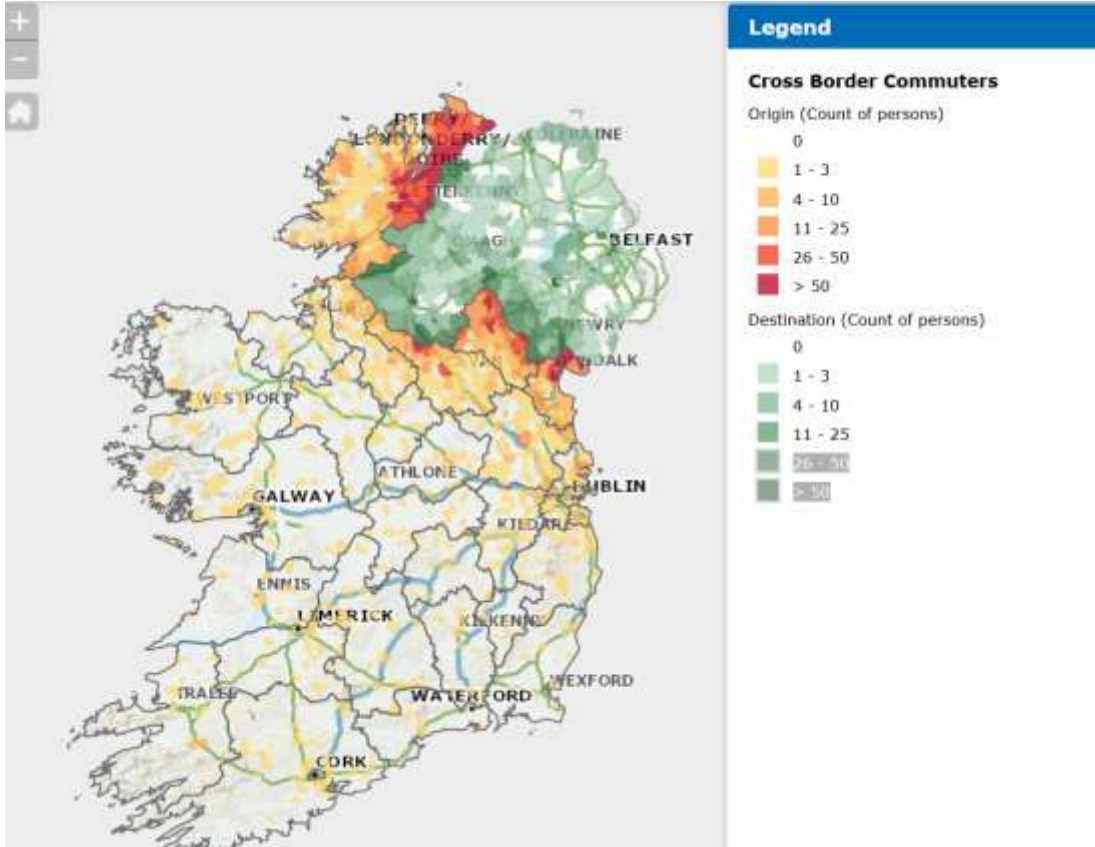 +
−
Legend
Cross Border Commuters
Origin (Count of persons)
0
1 - 3
4 - 10
11 - 25
26 - 50
> 50
Destination (Count of persons)
0
1 - 3
4 - 10
11 - 25
26 - 50
> 50
DERRY/
LONDONDERRY/
COLERAINE
BELFAST
NEWRY
DUNDALK
WESTPORT
ATHLONE
GALWAY
DUBLIN
KILDARE
ENNIS
LIMERICK
KILKENNY
WEXFORD
TRALEE
WATERFORD
CORK